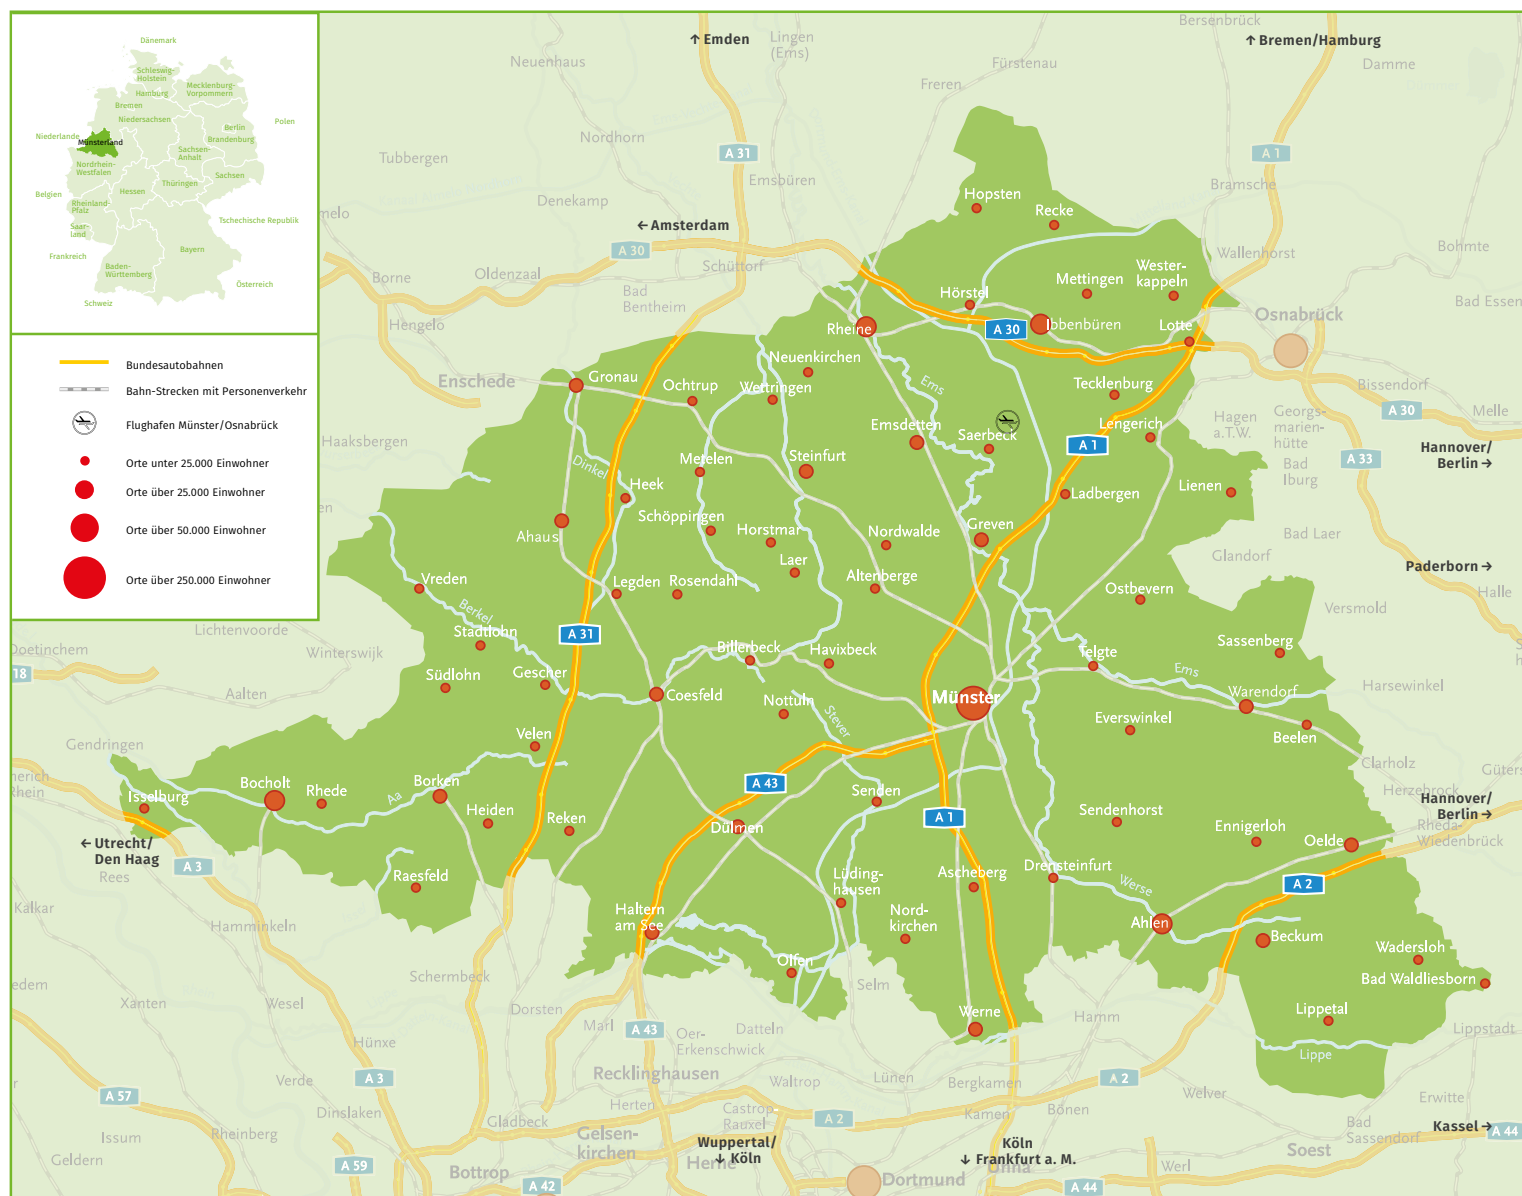 Dänemark
Schleswig-
Holstein
Mecklenburg-
Vorpommern
Hamburg
Bremen
Niedersachsen
Berlin
Brandenburg
Polen
Niederlande
Münsterland
Sachsen-
Anhalt
Nordrhein-
Westfalen
Hessen
Thüringen
Sachsen
Belgien
Rheinland-
Pfalz
Saar-
land
Tschechische Republik
Frankreich
Baden-
Württemberg
Bayern
Österreich
Schweiz
Bundesautobahnen
Bahn-Strecken mit Personenverkehr
Flughafen Münster/Osnabrück
Orte unter 25.000 Einwohner
Orte über 25.000 Einwohner
Orte über 50.000 Einwohner
Orte über 250.000 Einwohner
↑ Emden
Lingen
(Ems)
Bersenbrück
↑ Bremen/Hamburg
Neuenhaus
Fürstenau
Damme
Freren
Nordhorn
A 31
A 1
Tubbergen
Emsbüren
Bramsche
Denekamp
melo
Hopsten
Recke
← Amsterdam
A 30
Wallenhorst
Bohmte
Oldenzaal
Borne
Schüttorf
Bad
Bentheim
Mettingen
Wester-
kappeln
Hörstel
Bad Essen
Hengelo
Rheine
A 30
Ibbenbüren
Lotte
Osnabrück
Enschede
Gronau
Ochtrup
Neuenkirchen
Wettringen
Ems
Tecklenburg
Bissendorf
A 30
Melle
Haaksbergen
Emsdetten
Saerbeck
Lengerich
A 1
Hagen
a.T.W.
Georgs-
marien-
hütte
Hannover/
Berlin →
Dinkel
Metelen
Steinfurt
A 33
Bad
Iburg
Heek
Ladbergen
Lienen
en
Schöppingen
Horstmar
Nordwalde
Greven
Ahaus
Bad Laer
Laer
Glandorf
Vreden
Legden
Rosendahl
Altenberge
Ostbevern
Paderborn →
Halle
Versmold
Berkel
Stadtlohn
A 31
Lichtenvoorde
Doetinchem
Winterswijk
Billerbeck
Havixbeck
Telgte
Sassenberg
18
Südlohn
Gescher
Ems
Aalten
Coesfeld
Nottuln
Münster
Warendorf
Harsewinkel
Stever
Everswinkel
Beelen
Gendringen
Velen
Clarholz
Bocholt
Rhede
Aa
Borken
A 43
Senden
Herzebrock
Isselburg
Heiden
Reken
Dülmen
A 1
Sendenhorst
Ennigerloh
Hannover/
Berlin →
Rheda-
Wiedenbrück
← Utrecht/
Den Haag
Rees
A 3
Oelde
Raesfeld
Lüding-
hausen
Ascheberg
Drensteinfurt
Werse
A 2
Kalkar
Hamminkeln
Haltern
am See
Nord-
kirchen
Ahlen
Beckum
Wadersloh
Bad Waldliesborn
Olfen
Schermbeck
Selm
Xanten
Wesel
Dorsten
Werne
Lippetal
Marl
A 43
Oer-
Erkenschwick
Datteln
Hamm
Lippstadt
Hünxe
Lippe
Recklinghausen
Waltrop
Lünen
Bergkamen
A 2
Verde
A 3
A 57
Welver
Erwitte
Dinslaken
Herten
Castrop-
Rauxel
A 2
Kamen
Bönen
Gladbeck
Issum
Rheinberg
Gelsen-
kirchen
Wuppertal/
↓ Köln
Herne
Köln
↓ Frankfurt a. M.
Unna
Bad
Sassendorf
Kassel →
A 44
Soest
Geldern
A 59
Bottrop
A 42
Dortmund
A 44
Werl